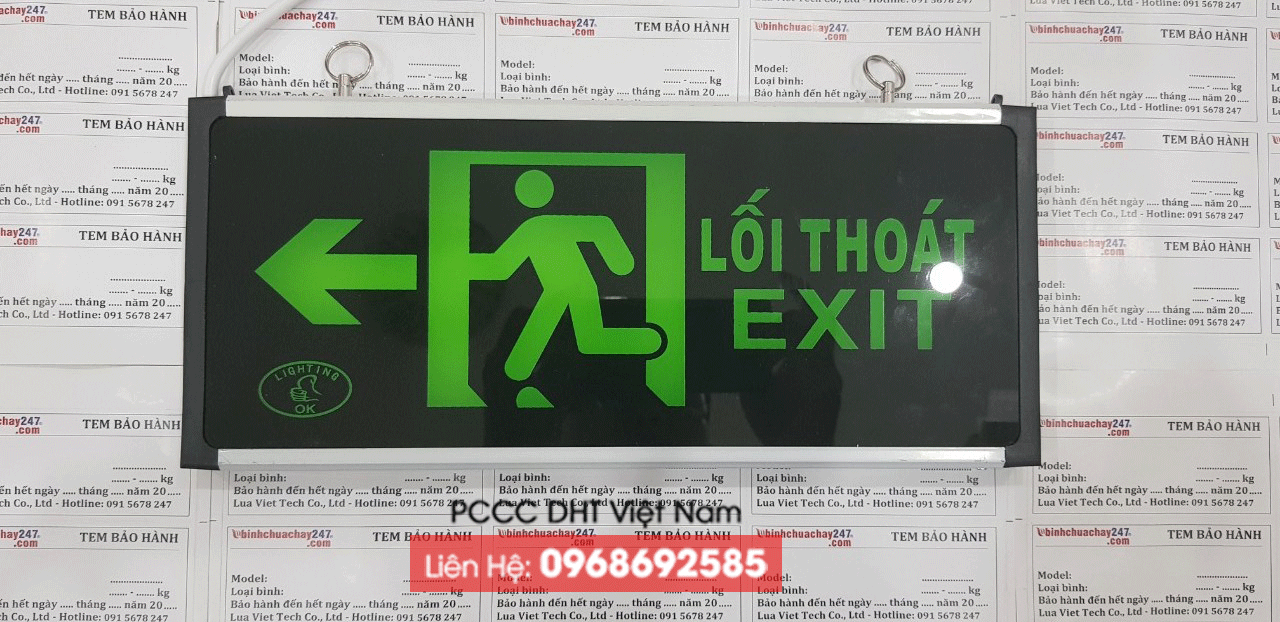 LỐI THOÁT
EXIT
LIGHTING
OK
PCCC DHT Việt Nam
Liên Hệ: 0968692585
binhchuachay247
.com
TEM BẢO HÀNH
Model:
Loại bình:
....... - ....... kg
Bảo hành đến hết ngày ..... tháng ..... năm 20.....
Lua Viet Tech Co., Ltd - Hotline: 091 5678 247